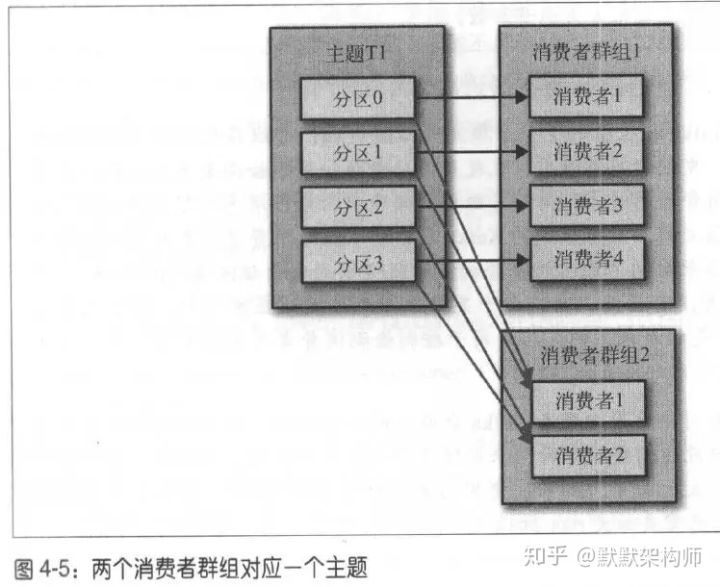 主题T1
分区0
分区1
分区2
分区3
消费者群组1
消费者1
消费者2
消费者3
消费者4
消费者群组2
消费者1
消费者2
图 4-5：两个消费者群组对应一个主题
知乎 @默默架构师